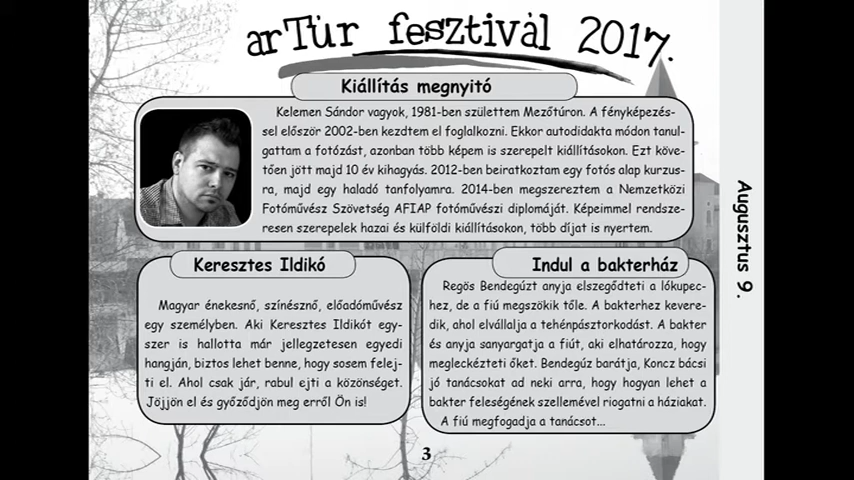 arTúr fesztivál 2017.
Kiállítás megnyitó
Kelemen Sándor vagyok, 1981-ben születtem Mezőtúron. A fényképezés-
sel először 2002-ben kezdtem el foglalkozni. Ekkor autodidakta módon tanul-
gattam a fotózást, azonban több képem is szerepelt kiállításokon. Ezt köve-
tően jött majd 10 év kihagyás. 2012-ben beiratkoztam egy fotós alap kurzus-
ra, majd egy haladó tanfolyamra. 2014-ben megszereztem a Nemzetközi
Fotóművész Szövetség AFIAP fotóművészi diplomáját. Képeimmel rendsze-
resen szerepelek hazai és külföldi kiállításokon, több díjat is nyertem.
Keresztes Ildikó
Magyar énekesnő, színésznő, előadóművész
egy személyben. Aki Keresztes Ildikót egy-
szer is hallotta már jellegzetesen egyedi
hangján, biztos lehet benne, hogy sosem felej-
ti el. Ahol csak jár, rabul ejti a közönséget.
Jöjjön el és győződjön meg erről Ön is!
Indul a bakterház
Regös Bendegúzt anyja elszegődteti a lókupec-
hez, de a fiú megszökik tőle. A bakterhez kevere-
dik, ahol elvállalja a tehénpásztorkodást. A bakter
és anyja sanyargatja a fiút, aki elhatározza, hogy
megleckézteti őket. Bendegúz barátja, Koncz bácsi
jó tanácsokat ad neki arra, hogy hogyan lehet a
bakter feleségének szellemével riogatni a háziakat.
A fiú megfogadja a tanácsot...
Augusztus 9.
3